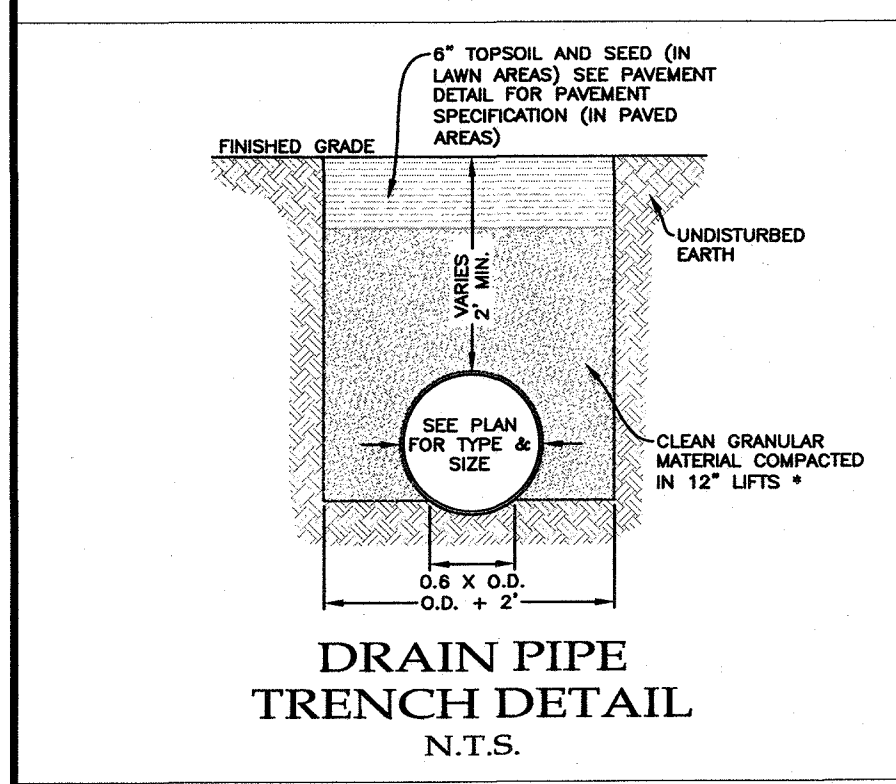 6" TOPSOIL AND SEED (IN
LAWN AREAS) SEE PAVEMENT
DETAIL FOR PAVEMENT
SPECIFICATION (IN PAVED
AREAS)
FINISHED GRADE
UNDISTURBED
EARTH
VARIES
2' MIN.
SEE PLAN
FOR TYPE &
SIZE
CLEAN GRANULAR
MATERIAL COMPACTED
IN 12" LIFTS *
0.6 X O.D.
O.D. + 2'
DRAIN PIPE
TRENCH DETAIL
N.T.S.